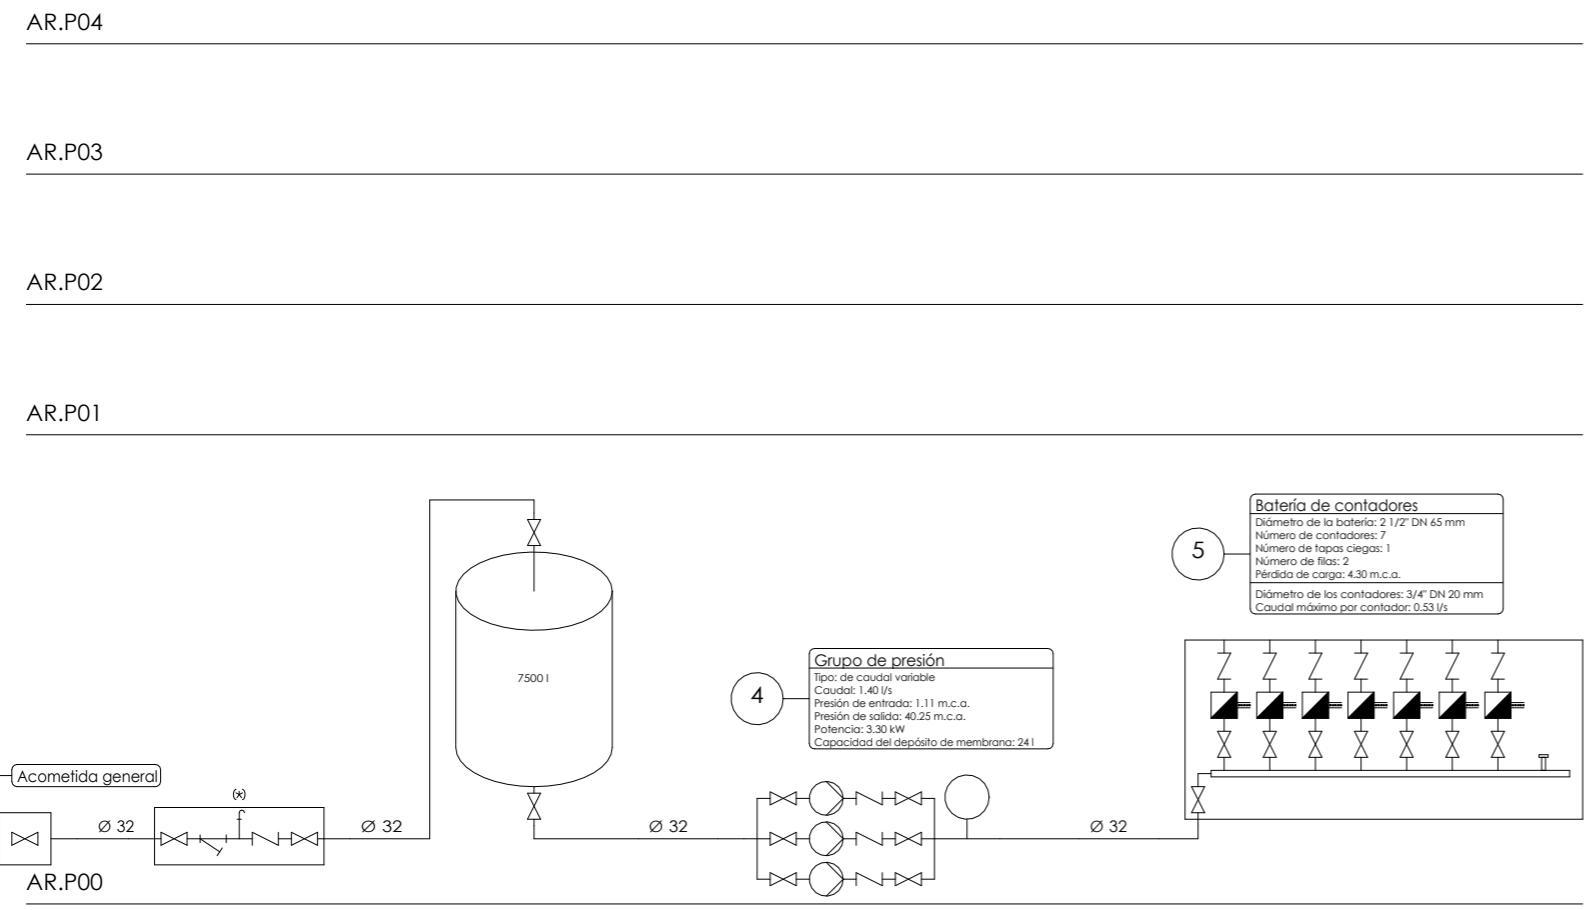 AR.P04
AR.P03
AR.P02
AR.P01
Batería de contadores
Diámetro de la batería: 2 1/2" DN 65 mm
Número de contadores: 7
Número de tapas ciegas: 1
Número de filas: 2
Pérdida de carga: 4.30 m.c.a.
Diámetro de los contadores: 3/4" DN 20 mm
Caudal máximo por contador: 0.53 l/s
5
Grupo de presión
Tipo: de caudal variable
Caudal: 1.40 l/s
Presión de entrada: 1.11 m.c.a.
Presión de salida: 40.25 m.c.a.
Potencia: 3.30 kW
Capacidad del depósito de membrana: 24 l
4
7500 l
Acometida general
(*)
Ø 32
Ø 32
Ø 32
Ø 32
AR.P00